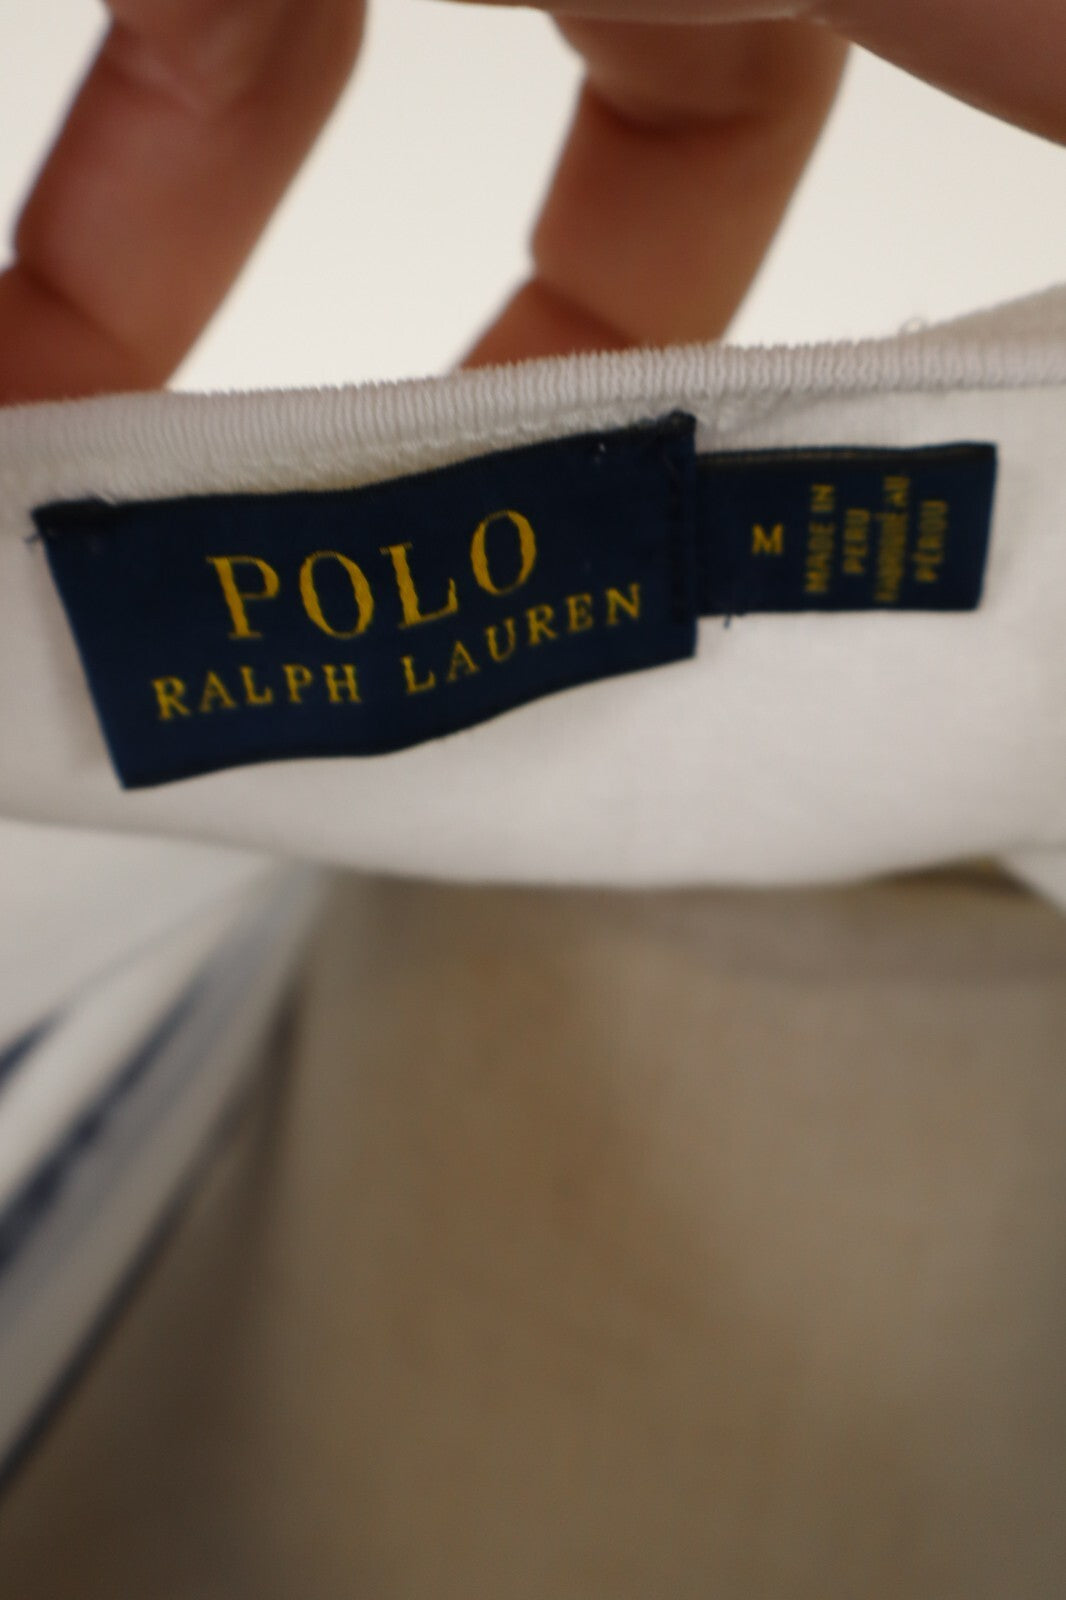 POLO
RALPH LAUREN
M
MADE IN
PERU
FABRIQUÉ AU
PÉROU